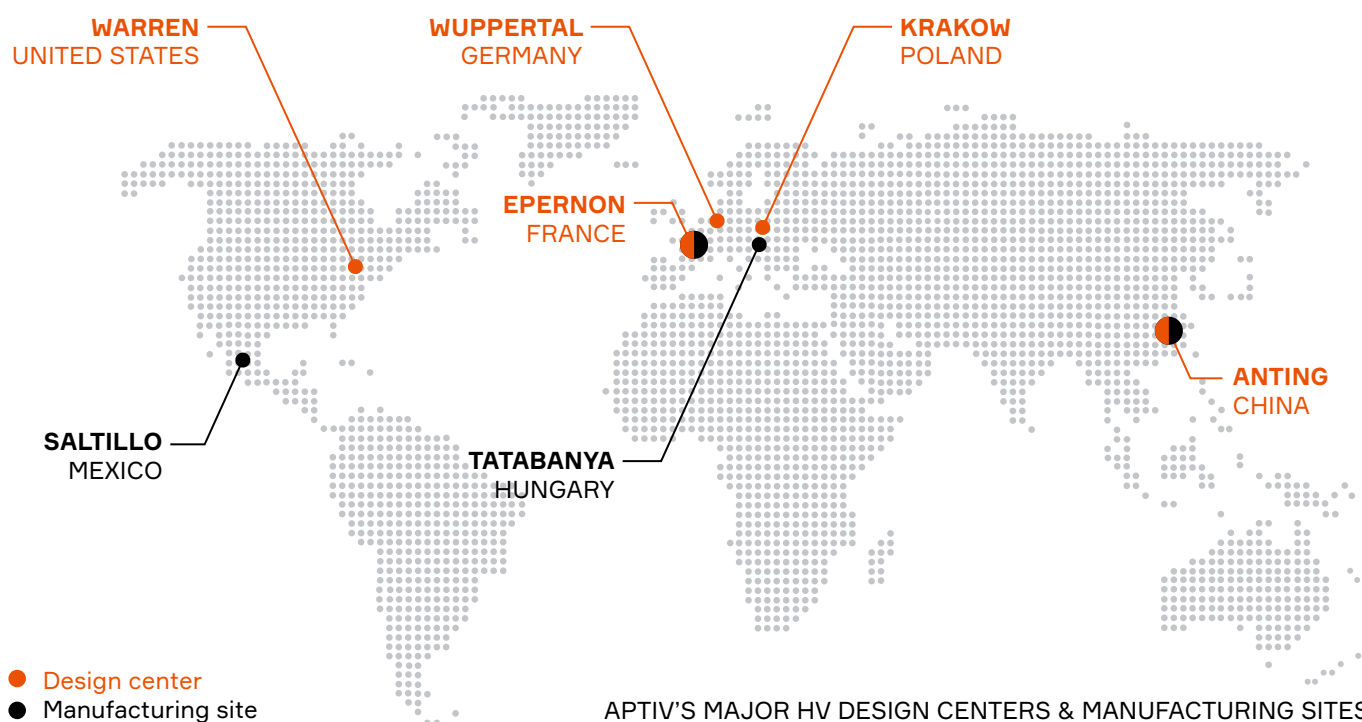 WARREN
UNITED STATES
WUPPERTAL
GERMANY
KRAKOW
POLAND
EPERNON
FRANCE
ANTING
CHINA
SALTILLO
MEXICO
TATABANYA
HUNGARY
Design center
Manufacturing site
APTIV'S MAJOR HV DESIGN CENTERS & MANUFACTURING SITES